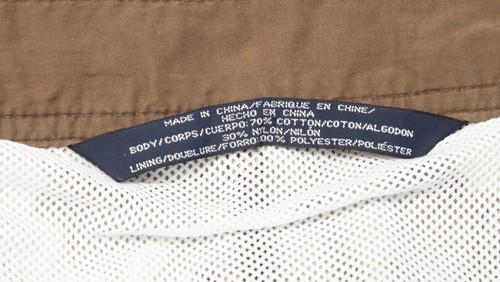 MADE IN CHINA/FABRIQUE EN CHINE/
HECHO EN CHINA
BODY/CORPS/CUERPO:70% COTTON/COTON/ALGODON
30% NYLON/NILÓN
LINING/DOUBLURE/FORRO:00% POLYESTER/POLIÉSTER